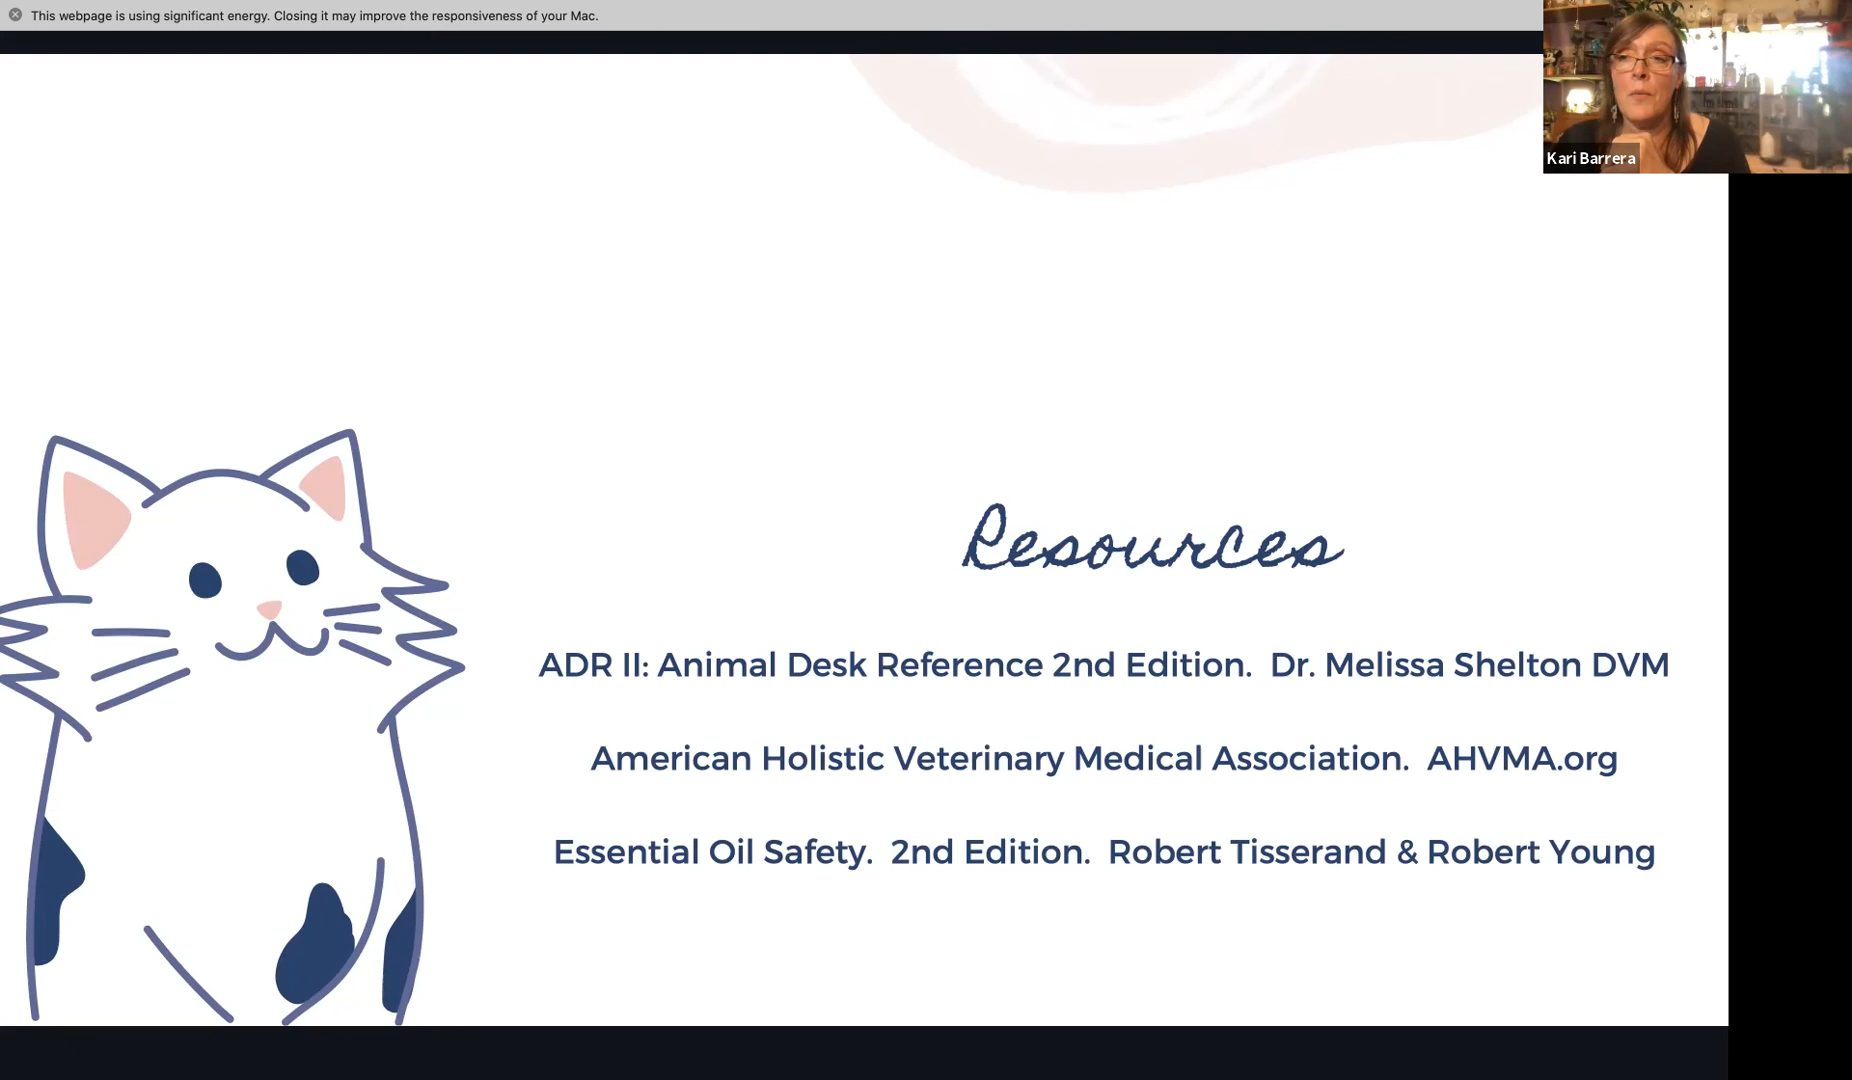 This webpage is using significant energy. Closing it may improve the responsiveness of your Mac.
Kari Barrera
Resources
ADR II: Animal Desk Reference 2nd Edition.  Dr. Melissa Shelton DVM
American Holistic Veterinary Medical Association.  AHVMA.org
Essential Oil Safety.  2nd Edition.  Robert Tisserand & Robert Young